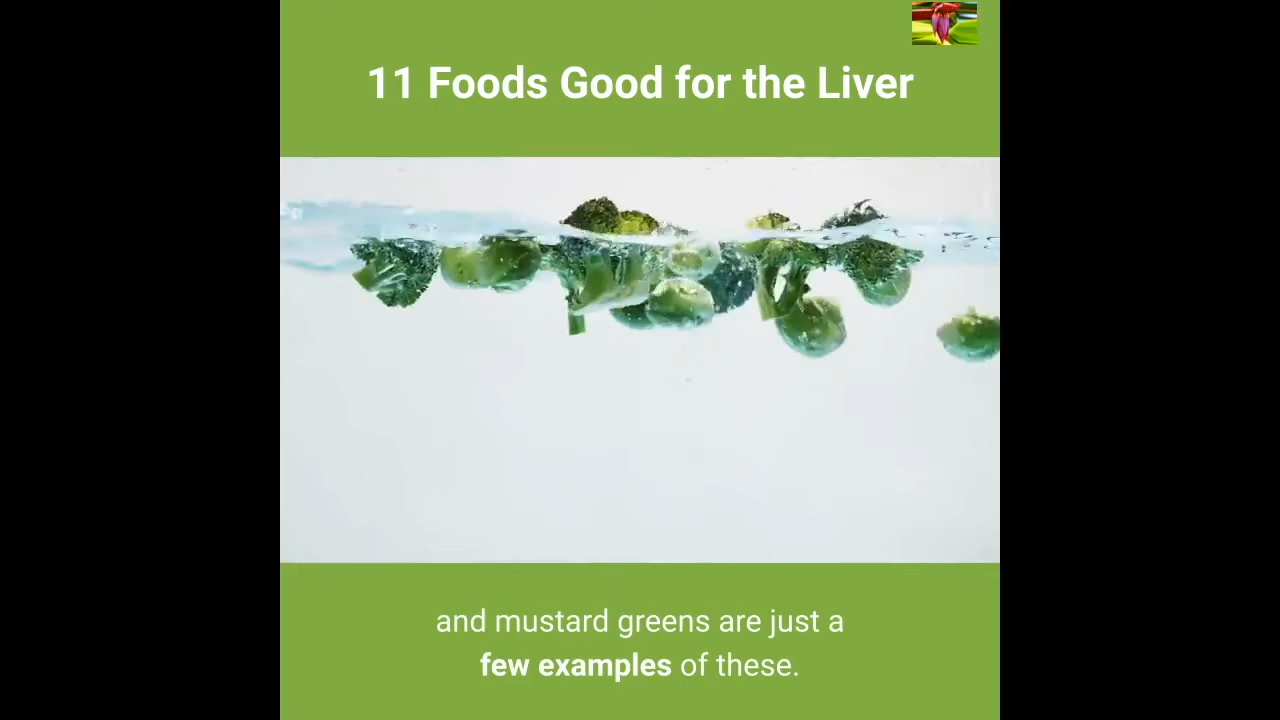 11 Foods Good for the Liver
and mustard greens are just a
few examples of these.